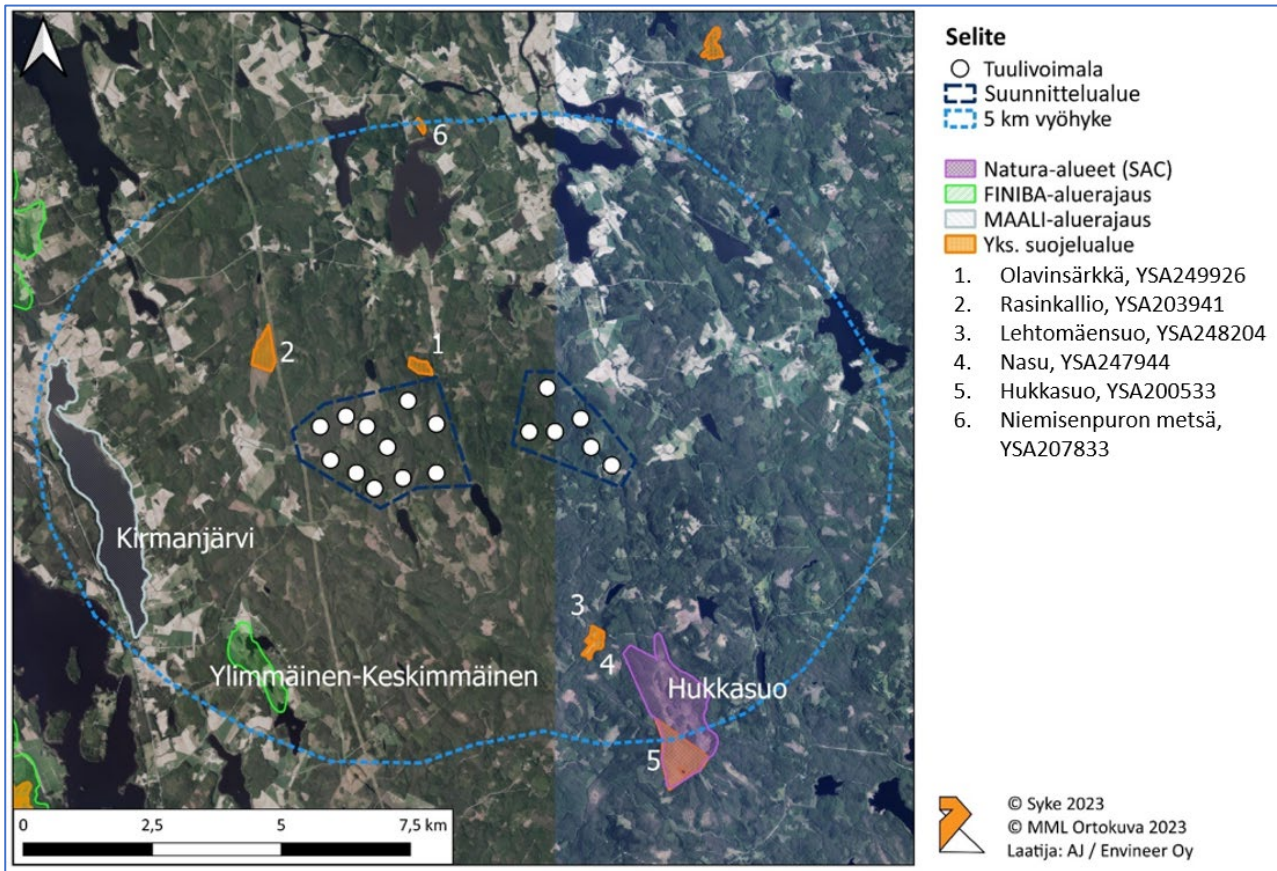 6
2
1
Kirmanjärvi
3
4
Ylimmäinen-Keskimmäinen
Hukkasuo
5
0 2,5 5 7,5 km
Selite
Tuulivoimala
Suunnittelualue
5 km vyöhyke
Natura-alueet (SAC)
FINIBA-aluerajaus
MAALI-aluerajaus
Yks. suojelualue
1. Olavinsärkkä, YSA249926
2. Rasinkallio, YSA203941
3. Lehtomäensuo, YSA248204
4. Nasu, YSA247944
5. Hukkasuo, YSA200533
6. Niemisenpuron metsä,
YSA207833
© Syke 2023
© MML Ortokuva 2023
Laatija: AJ / Envineer Oy